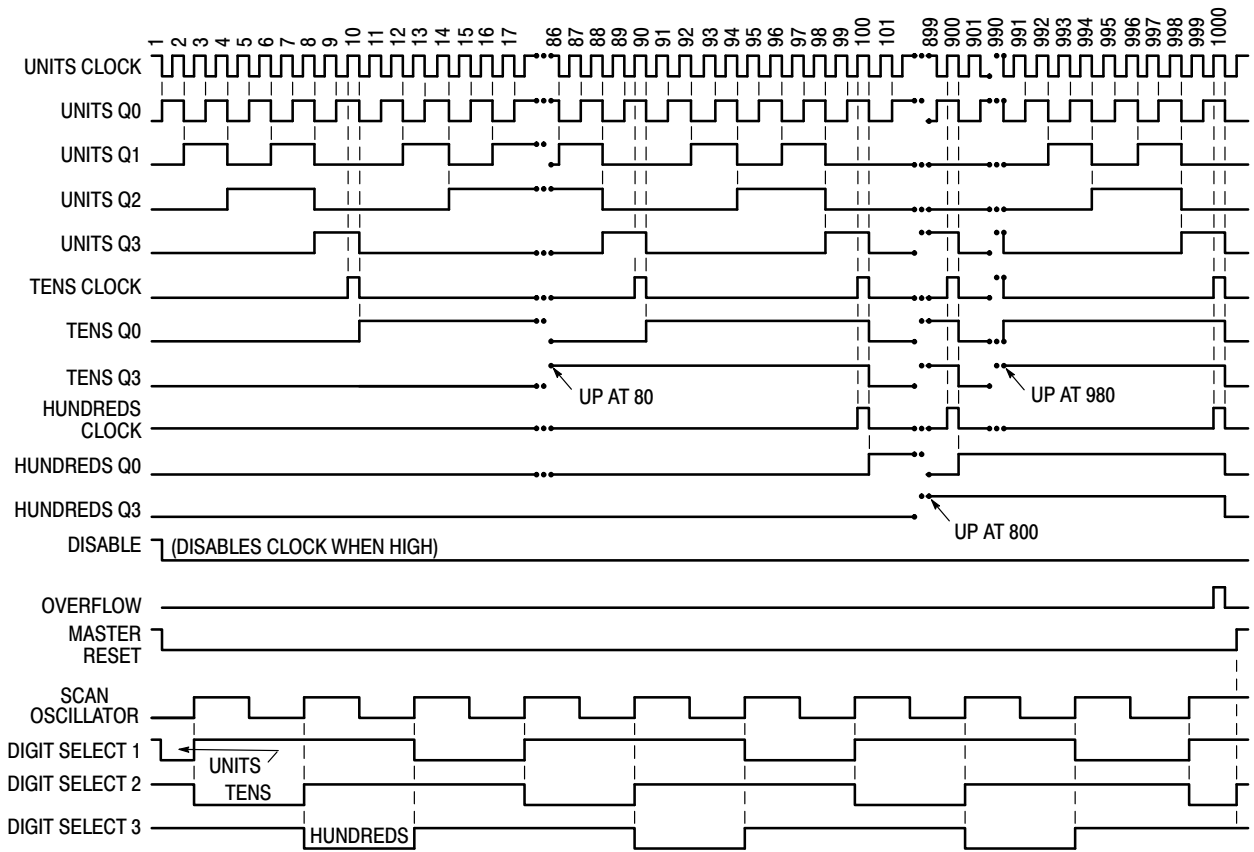 1 2 3 4 5 6 7 8 9 10 11 12 13 14 15 16 17 86 87 88 89 90 91 92 93 94 95 96 97 98 99 100 101 899 900 901 990 991 992 993 994 995 996 997 998 999 1000
UNITS CLOCK
UNITS Q0
UNITS Q1
UNITS Q2
UNITS Q3
TENS CLOCK
TENS Q0
TENS Q3
UP AT 80
UP AT 980
HUNDREDS
CLOCK
HUNDREDS Q0
HUNDREDS Q3
UP AT 800
DISABLE
(DISABLES CLOCK WHEN HIGH)
OVERFLOW
MASTER
RESET
SCAN
OSCILLATOR
DIGIT SELECT 1
UNITS
DIGIT SELECT 2
TENS
DIGIT SELECT 3
HUNDREDS